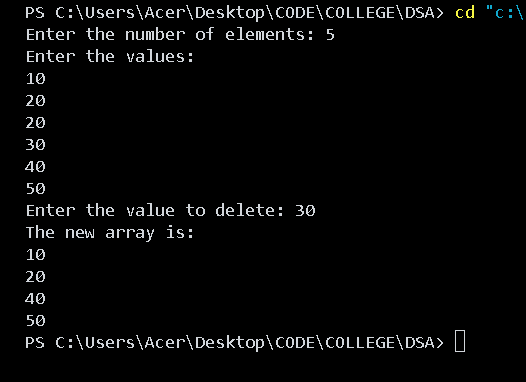 PS C:\Users\Acer\Desktop\CODE\COLLEGE\DSA> cd "c:\
Enter the number of elements: 5
Enter the values:
10
20
20
30
40
50
Enter the value to delete: 30
The new array is:
10
20
40
50
PS C:\Users\Acer\Desktop\CODE\COLLEGE\DSA>